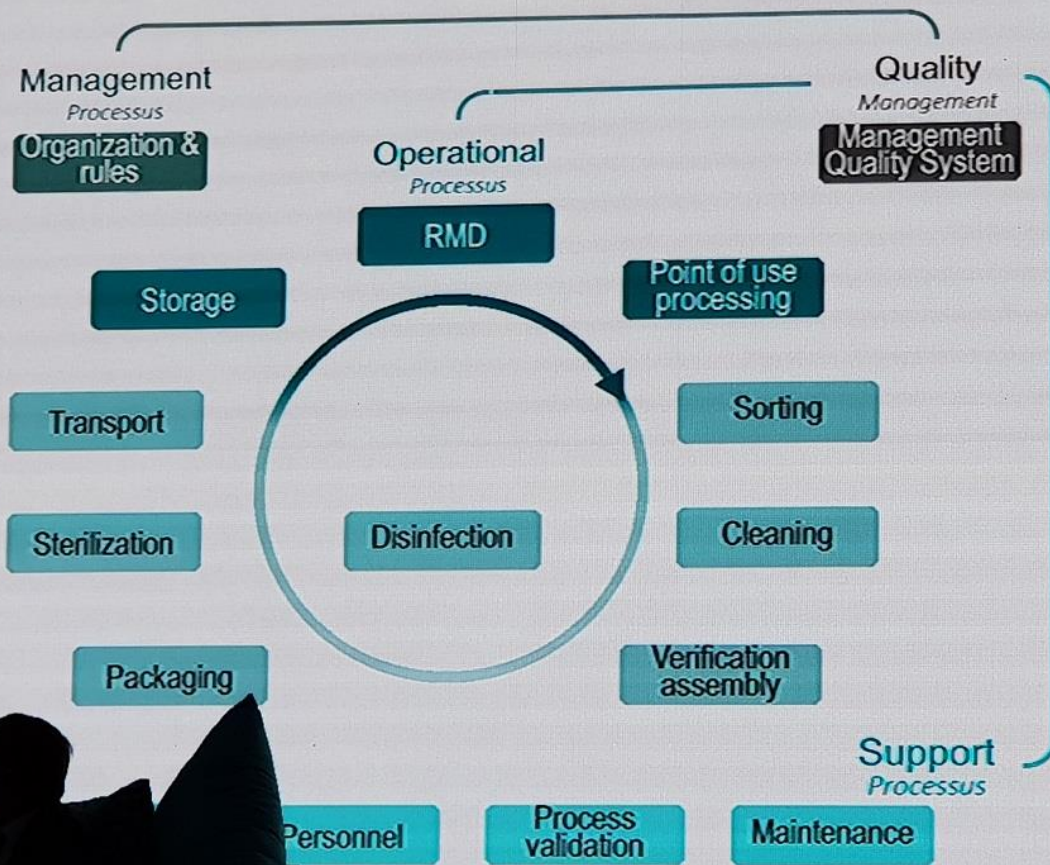 Management
Processus
Organization &
rules
Quality
Management
Management
Quality System
Operational
Processus
RMD
Storage
Point of use
processing
Transport
Sorting
Sterilization
Disinfection
Cleaning
Packaging
Verification
assembly
Support
Processus
Personnel
Process
validation
Maintenance